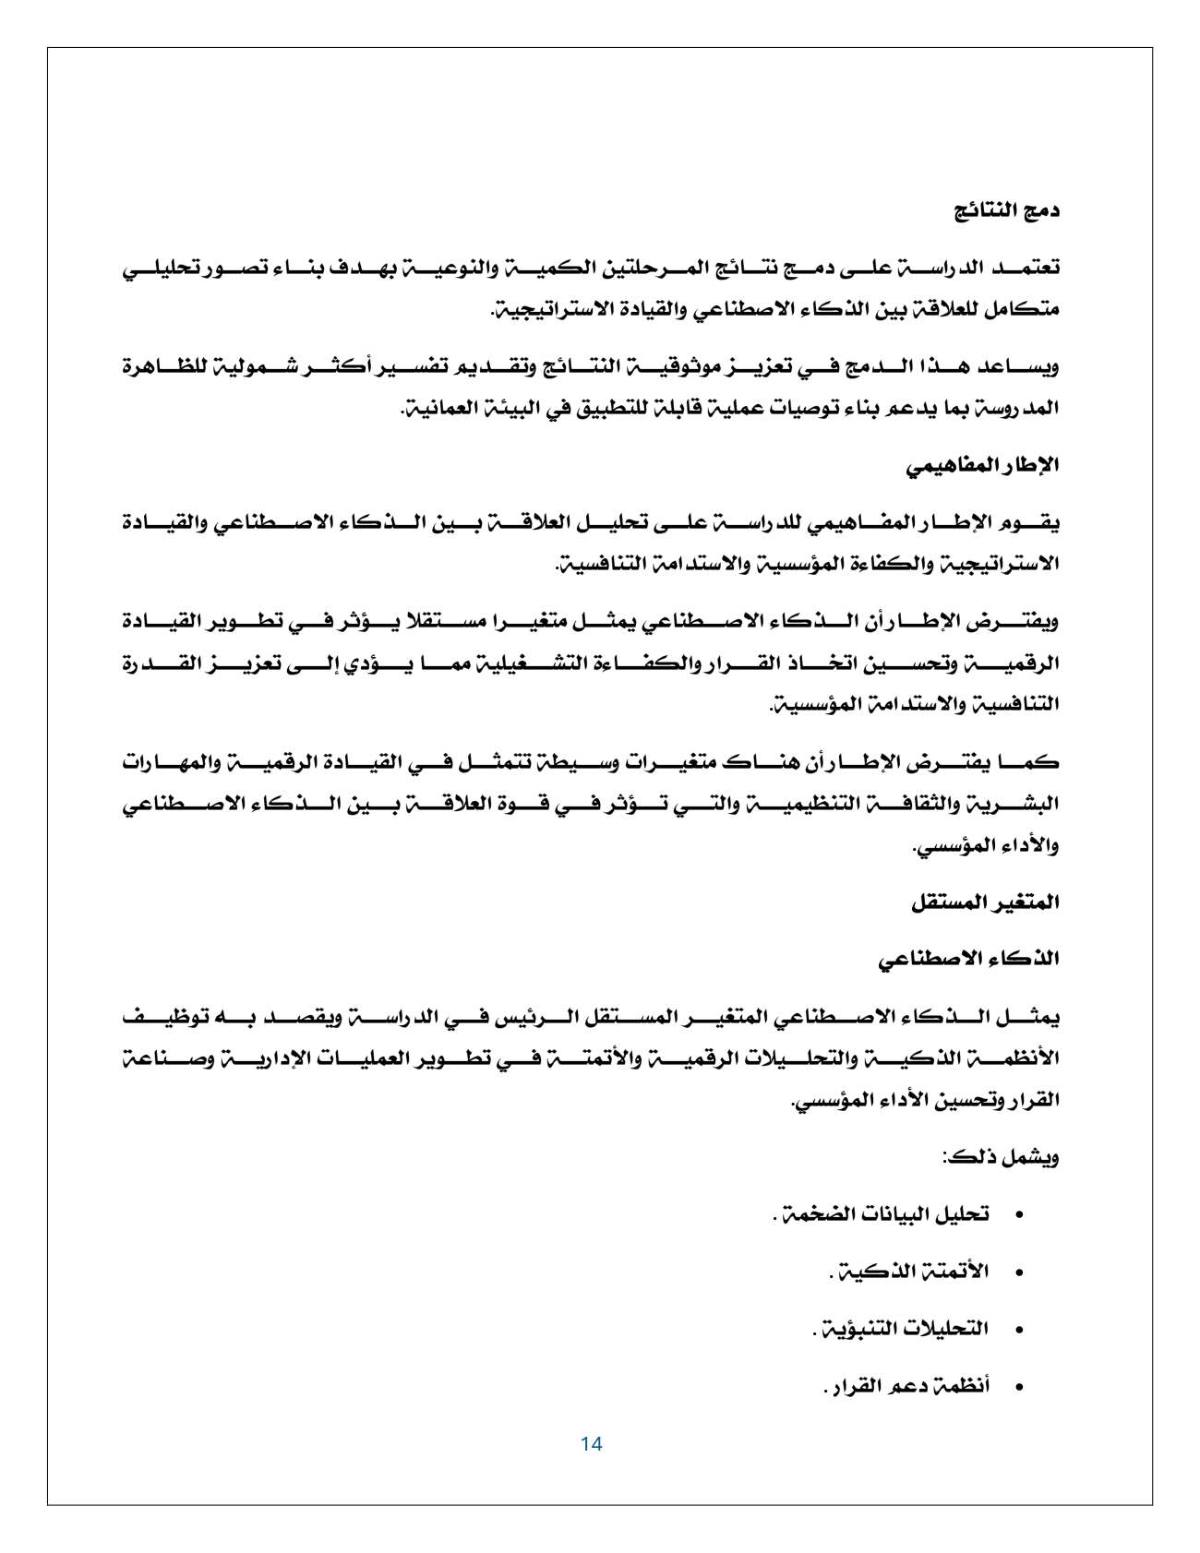 دمج النتائج
تعتمد الدراسة على دمج نتائج المرحلتين الكمية والنوعية بهدف بناء تصور تحليلي
متكامل للعلاقة بين الذكاء الاصطناعي والقيادة الاستراتيجية.
ويساعد هذا الدمج في تعزيز موثوقية النتائج وتقديم تفسير أكثر شمولية للظاهرة
المدروسة بما يدعم بناء توصيات عملية قابلة للتطبيق في البيئة العمانية.
الإطار المفاهيمي
يقوم الإطار المفاهيمي للدراسة على تحليل العلاقة بين الذكاء الاصطناعي والقيادة
الاستراتيجية والكفاءة المؤسسية والاستدامة التنافسية.
ويفترض الإطار أن الذكاء الاصطناعي يمثل متغيرا مستقلا يؤثر في تطوير القيادة
الرقمية وتحسين اتخاذ القرار والكفاءة التشغيلية مما يؤدي إلى تعزيز القدرة
التنافسية والاستدامة المؤسسية.
كما يفترض الإطار أن هناك متغيرات وسيطة تتمثل في القيادة الرقمية والمهارات
البشرية والثقافة التنظيمية والتي تؤثر في قوة العلاقة بين الذكاء الاصطناعي
والأداء المؤسسي.
المتغير المستقل
الذكاء الاصطناعي
يمثل الذكاء الاصطناعي المتغير المستقل الرئيس في الدراسة ويقصد به توظيف
الأنظمة الذكية والتحليلات الرقمية والأتمتة في تطوير العمليات الإدارية وصناعة
القرار وتحسين الأداء المؤسسي.
ويشمل ذلك:
• تحليل البيانات الضخمة .
• الأتمتة الذكية .
• التحليلات التنبؤية .
• أنظمة دعم القرار .
14